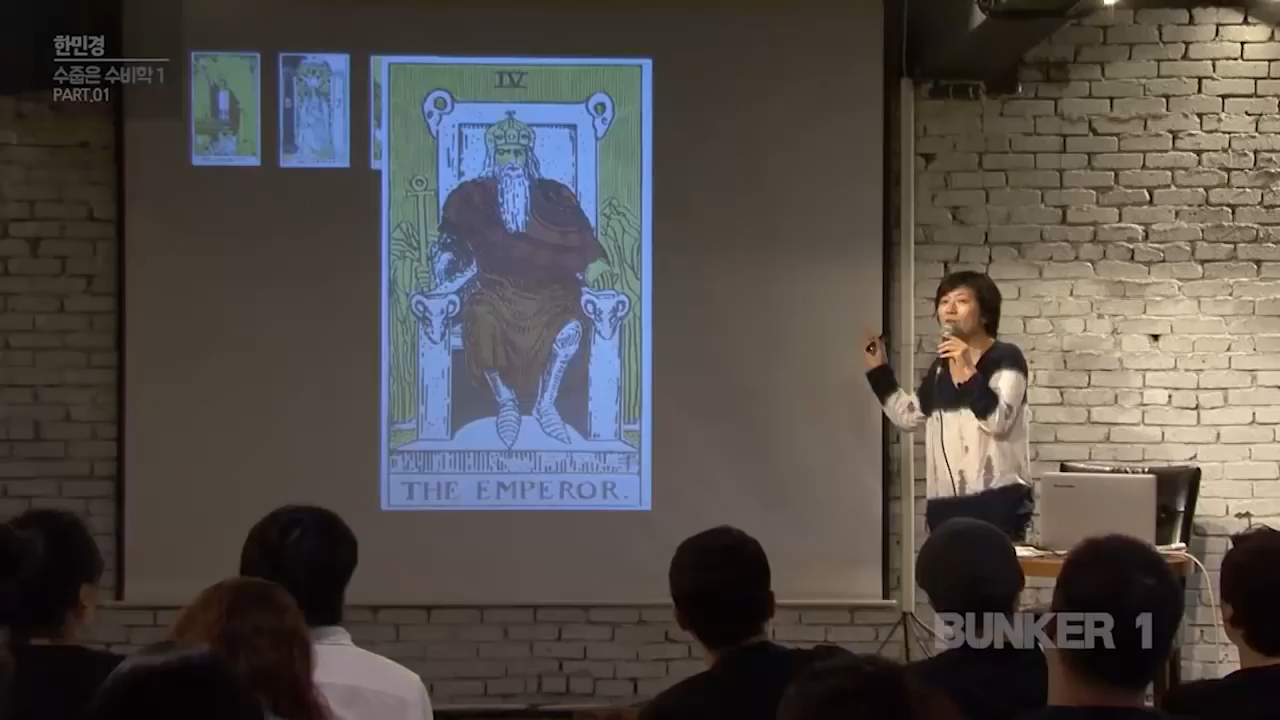 한민경
수줍은 수비학 1
PART.01
IV
THE EMPEROR.
BUNKER 1